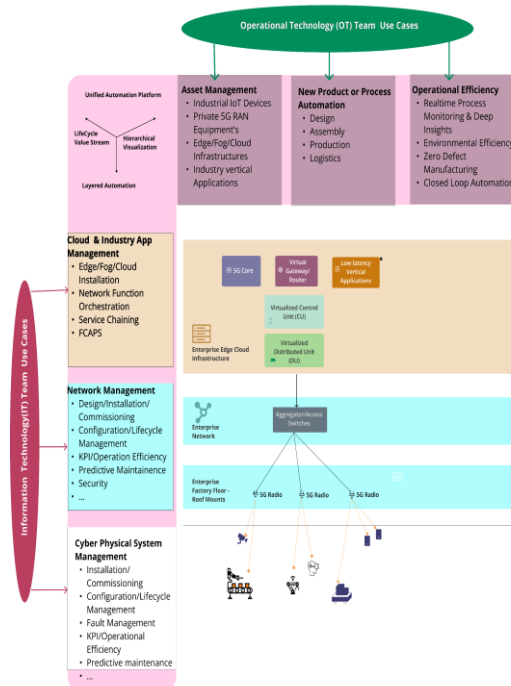 Operational Technology (OT) Team Use Cases
Unified Automation Platform
LifeCycle
Value Stream
Hierarchical
Visualization
Layered Automation
Asset Management
• Industrial IoT Devices
• Private 5G RAN
Equipment's
• Edge/Fog/Cloud
Infrastructures
• Industry vertical
Applications
New Product or Process
Automation
• Design
• Assembly
• Production
• Logistics
Operational Efficiency
• Realtime Process
Monitoring & Deep
Insights
• Environmental Efficiency
• Zero Defect
Manufacturing
• Closed Loop Automation
Information Technology(IT) Team Use Cases
Cloud & Industry App
Management
• Edge/Fog/Cloud
Installation
• Network Function
Orchestration
• Service Chaining
• FCAPS
5G Core
Virtual
Gateway/
Router
Low latency
Vertical
Applications
Virtualized Control
Unit (CU)
Virtualized
Distributed Unit
(DU)
Enterprise Edge Cloud
Infrastructure
Network Management
• Design/Installation/
Commissioning
• Configuration/Lifecycle
Management
• KPI/Operation Efficiency
• Predictive Maintainence
• Security
• ...
Enterprise
Network
Aggregator/Access
Switches
Enterprise
Factory Floor -
Roof Mounts
5G Radio
5G Radio
5G Radio
Cyber Physical System
Management
• Installation/
Commissioning
• Configuration/Lifecycle
Management
• Fault Management
• KPI/Operational
Efficiency
• Predictive maintenance
• ...